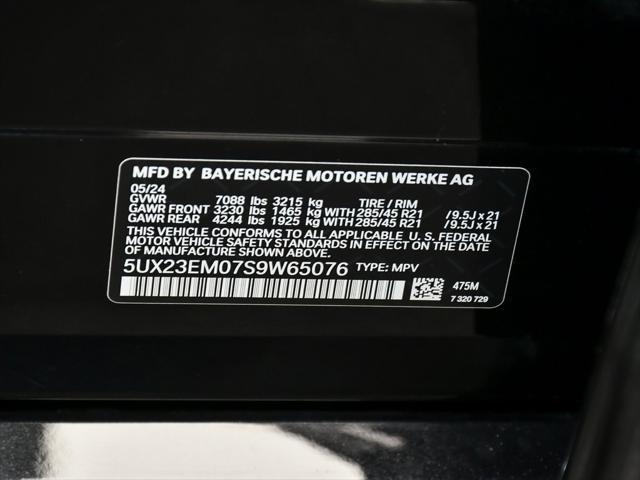 MFD BY BAYERISCHE MOTOREN WERKE AG
05/24
GVWR 7088 lbs 3215 kg TIRE / RIM
GAWR FRONT 3230 lbs 1465 kg WITH 285/45 R21 / 9.5J x 21
GAWR REAR 4244 lbs 1925 kg WITH 285/45 R21 / 9.5J x 21
THIS VEHICLE CONFORMS TO ALL APPLICABLE U.S. FEDERAL
MOTOR VEHICLE SAFETY STANDARDS IN EFFECT ON THE DATE
OF MANUFACTURE SHOWN ABOVE.
5UX23EM07S9W65076 TYPE: MPV
475M
7 320 729